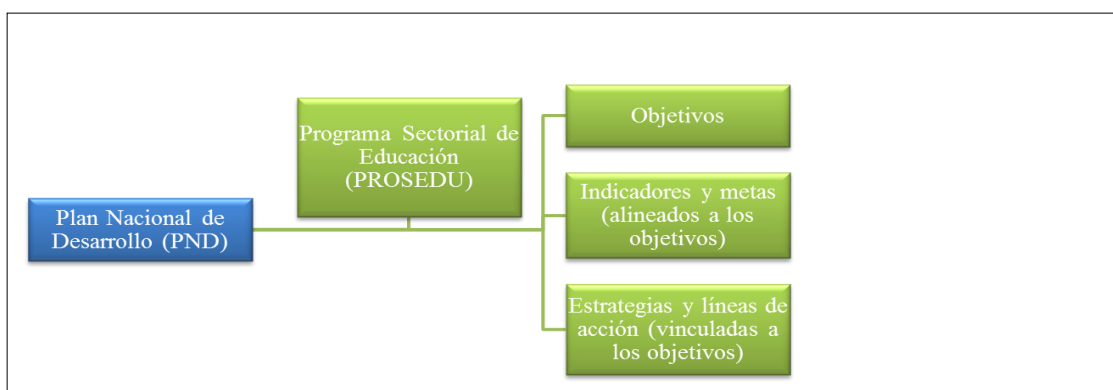 Plan Nacional de
Desarrollo (PND)
Programa Sectorial de
Educación
(PROSEDU)
Objetivos
Indicadores y metas
(alineados a los
objetivos)
Estrategias y líneas de
acción (vinculadas a
los objetivos)